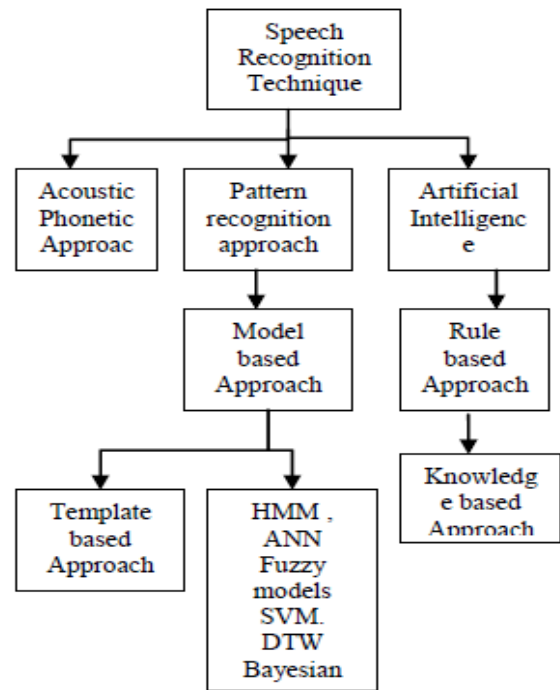 Speech
Recognition
Technique
Acoustic
Phonetic
Approac
Pattern
recognition
approach
Artificial
Intelligenc
e
Model
based
Approach
Rule
based
Approach
Template
based
Approach
HMM ,
ANN
Fuzzy
models
SVM.
DTW
Bayesian
Knowledg
e based
Approach